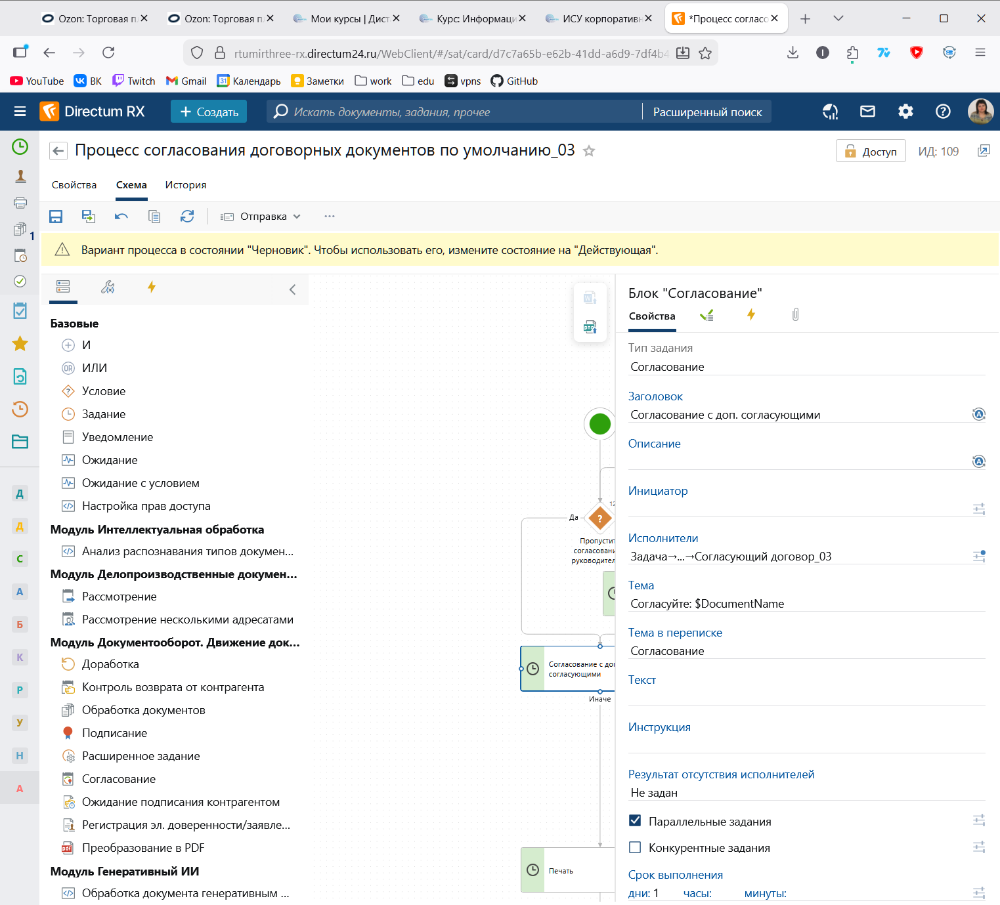 Ozon: Торговая п
Ozon: Торговая п
Мои курсы | Дист
Курс: Информаци
ИСУ корпоративн
*Процесс согласо
rtumirthree-rx.directum24.ru/WebClient/#/sat/card/d7c7a65b-e62b-41dd-a6d9-7df4b4
YouTube
ВК
Twitch
Gmail
31
Календарь
Заметки
work
edu
vpns
GitHub
Directum RX
Создать
Искать документы, задания, прочее
Расширенный поиск
Процесс согласования договорных документов по умолчанию_03
Доступ
ИД: 109
Свойства
Схема
История
Отправка
1
Вариант процесса в состоянии "Черновик". Чтобы использовать его, измените состояние на "Действующая".
Базовые
И
OR
ИЛИ
Условие
Задание
Уведомление
Ожидание
Ожидание с условием
Настройка прав доступа
Модуль Интеллектуальная обработка
Анализ распознавания типов докумен...
Модуль Делопроизводственные докумен...
Рассмотрение
Рассмотрение несколькими адресатами
Модуль Документооборот. Движение док...
Доработка
Контроль возврата от контрагента
Обработка документов
Подписание
Расширенное задание
Согласование
Ожидание подписания контрагентом
Регистрация эл. доверенности/заявле...
pdf
Преобразование в PDF
Модуль Генеративный ИИ
Обработка документа генеративным ...
Д
Д
С
А
Б
К
Р
У
Н
А
W
png
12
Да
?
Пропустит
согласовани
руководител
Согласование с до
согласующими
Иначе
Печать
Блок "Согласование"
Свойства
Тип задания
Согласование
Заголовок
Согласование с доп. согласующими
Описание
Инициатор
Исполнители
Задача→...→Согласующий договор_03
Тема
Согласуйте: $DocumentName
Тема в переписке
Согласование
Текст
Инструкция
Результат отсутствия исполнителей
Не задан
Параллельные задания
Конкурентные задания
Срок выполнения
дни: 1 часы: минуты: